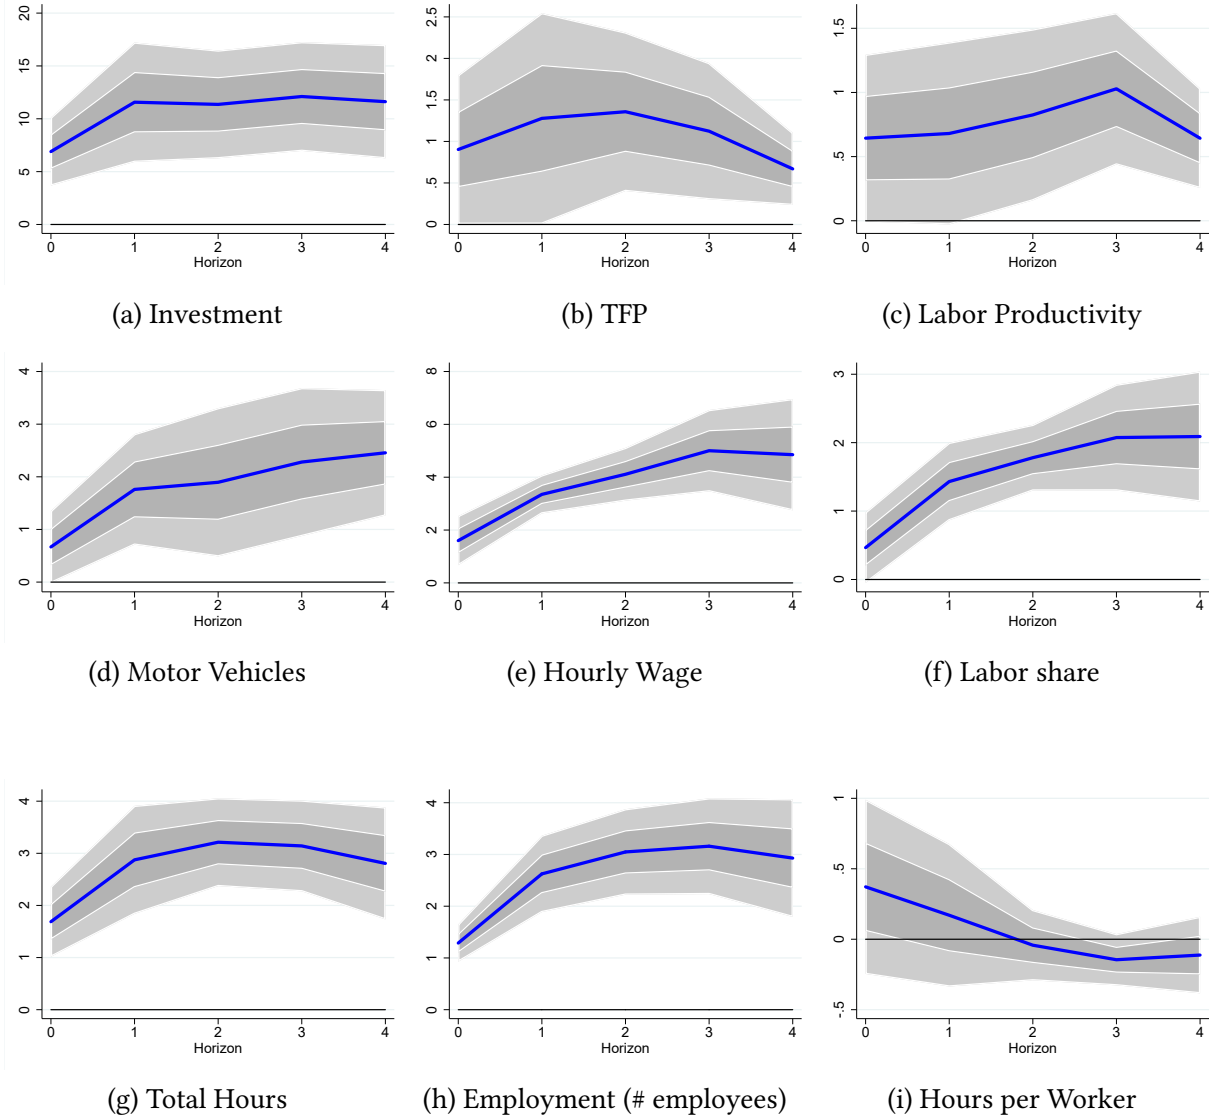 20
15
10
5
0
0 1 2 3 4
Horizon
(a) Investment
2.5
2
1.5
1
.5
0
0 1 2 3 4
Horizon
(b) TFP
1.5
1
.5
0
0 1 2 3 4
Horizon
(c) Labor Productivity
4
3
2
1
0
0 1 2 3 4
Horizon
(d) Motor Vehicles
8
6
4
2
0
0 1 2 3 4
Horizon
(e) Hourly Wage
3
2
1
0
0 1 2 3 4
Horizon
(f) Labor share
4
3
2
1
0
0 1 2 3 4
Horizon
(g) Total Hours
4
3
2
1
0
0 1 2 3 4
Horizon
(h) Employment (# employees)
1
.5
0
-.5
0 1 2 3 4
Horizon
(i) Hours per Worker